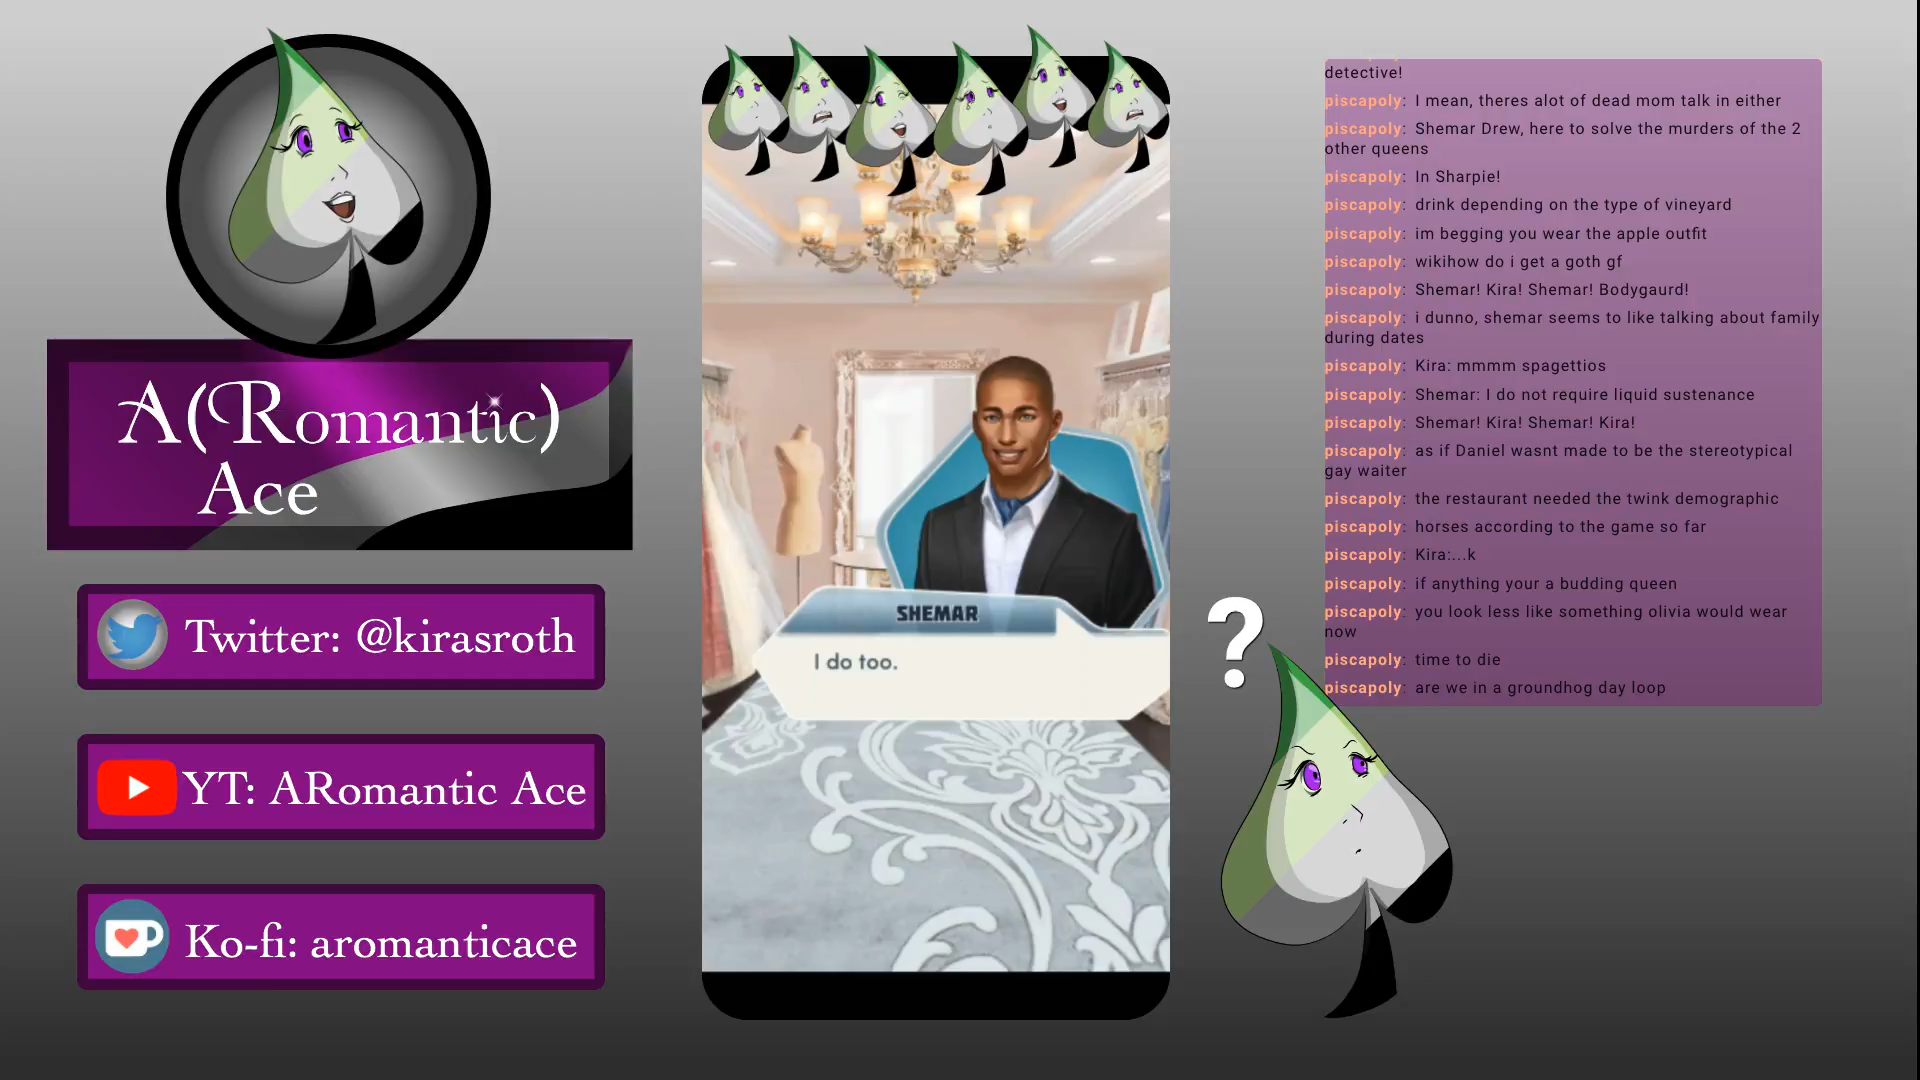 A(Romantic)
Ace
Twitter: @kirasroth
YT: ARomantic Ace
Ko-fi: aromanticace
SHEMAR
I do too.
?
detective!
piscapoly: I mean, theres alot of dead mom talk in either
piscapoly: Shemar Drew, here to solve the murders of the 2
other queens
piscapoly: In Sharpie!
piscapoly: drink depending on the type of vineyard
piscapoly: im begging you wear the apple outfit
piscapoly: wikihow do i get a goth gf
piscapoly: Shemar! Kira! Shemar! Bodygaurd!
piscapoly: i dunno, shemar seems to like talking about family
during dates
piscapoly: Kira: mmmm spagettios
piscapoly: Shemar: I do not require liquid sustenance
piscapoly: Shemar! Kira! Shemar! Kira!
piscapoly: as if Daniel wasnt made to be the stereotypical
gay waiter
piscapoly: the restaurant needed the twink demographic
piscapoly: horses according to the game so far
piscapoly: Kira:...k
piscapoly: if anything your a budding queen
piscapoly: you look less like something olivia would wear
now
piscapoly: time to die
piscapoly: are we in a groundhog day loop